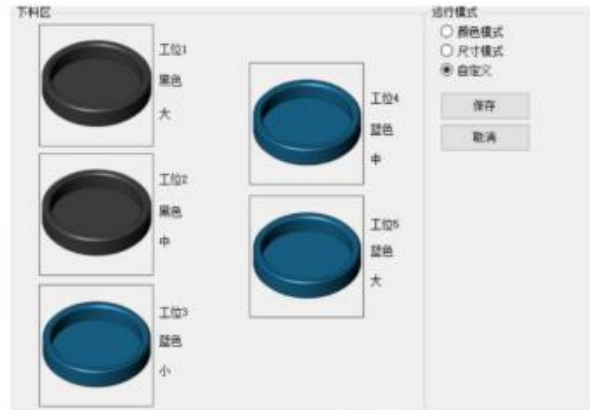 下料区
工位1
黑色
大
工位2
黑色
中
工位3
蓝色
小
工位4
蓝色
中
工位5
蓝色
大
运行模式
颜色模式
尺寸模式
自定义
保存
取消